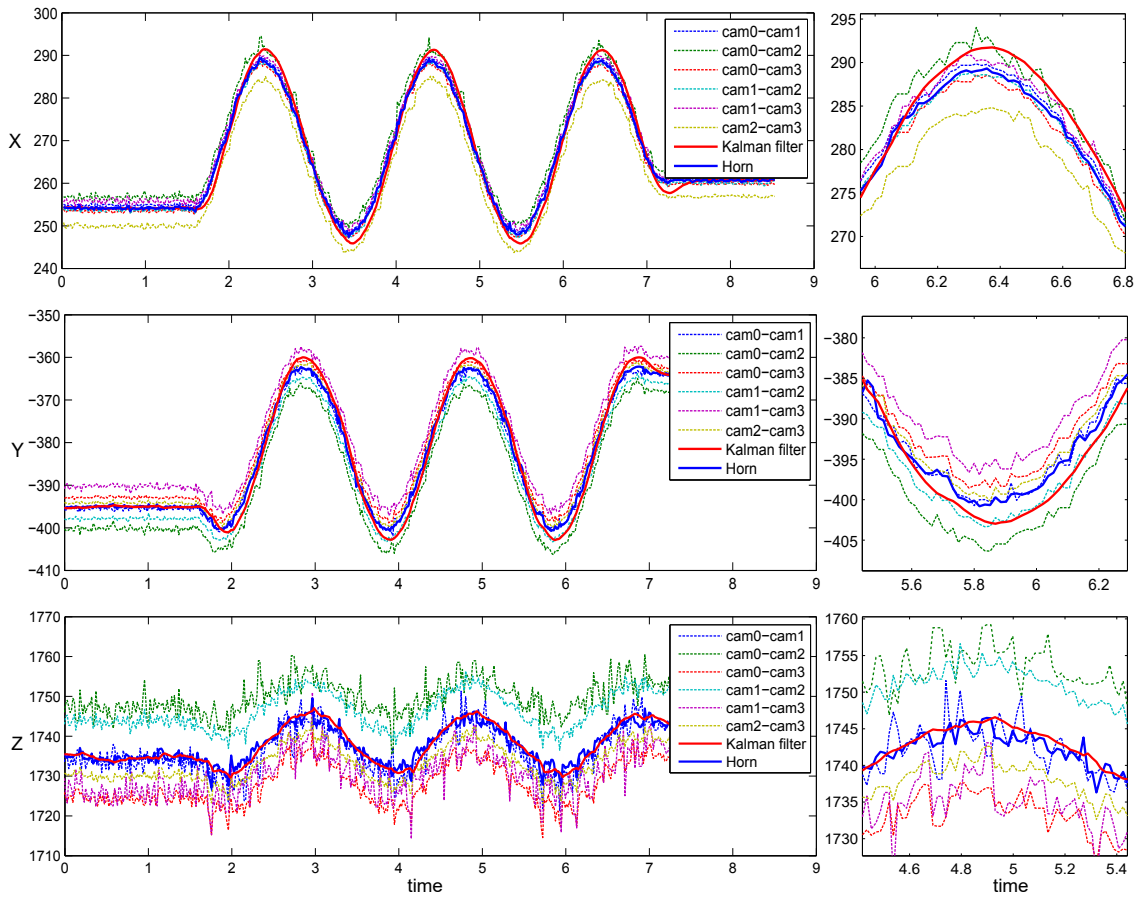 300
290
280
270
260
250
240
X
0 1 2 3 4 5 6 7 8 9
cam0−cam1
cam0−cam2
cam0−cam3
cam1−cam2
cam1−cam3
cam2−cam3
Kalman filter
Horn
295
290
285
280
275
270
6 6.2 6.4 6.6 6.8
−350
−360
−375
−380
−390
−400
−410
Y
0 1 2 3 4 5 6 7 8 9
cam0−cam1
cam0−cam2
cam0−cam3
cam1−cam2
cam1−cam3
cam2−cam3
Kalman filter
Horn
−380
−385
−390
−395
−400
−405
5.6 5.8 6 6.2
1770
1760
1750
1740
1730
1720
1710
Z
0 1 2 3 4 5 6 7 8 9
time
cam0−cam1
cam0−cam2
cam0−cam3
cam1−cam2
cam1−cam3
cam2−cam3
Kalman filter
Horn
1760
1755
1750
1745
1740
1735
1730
4.6 4.8 5 5.2 5.4
time